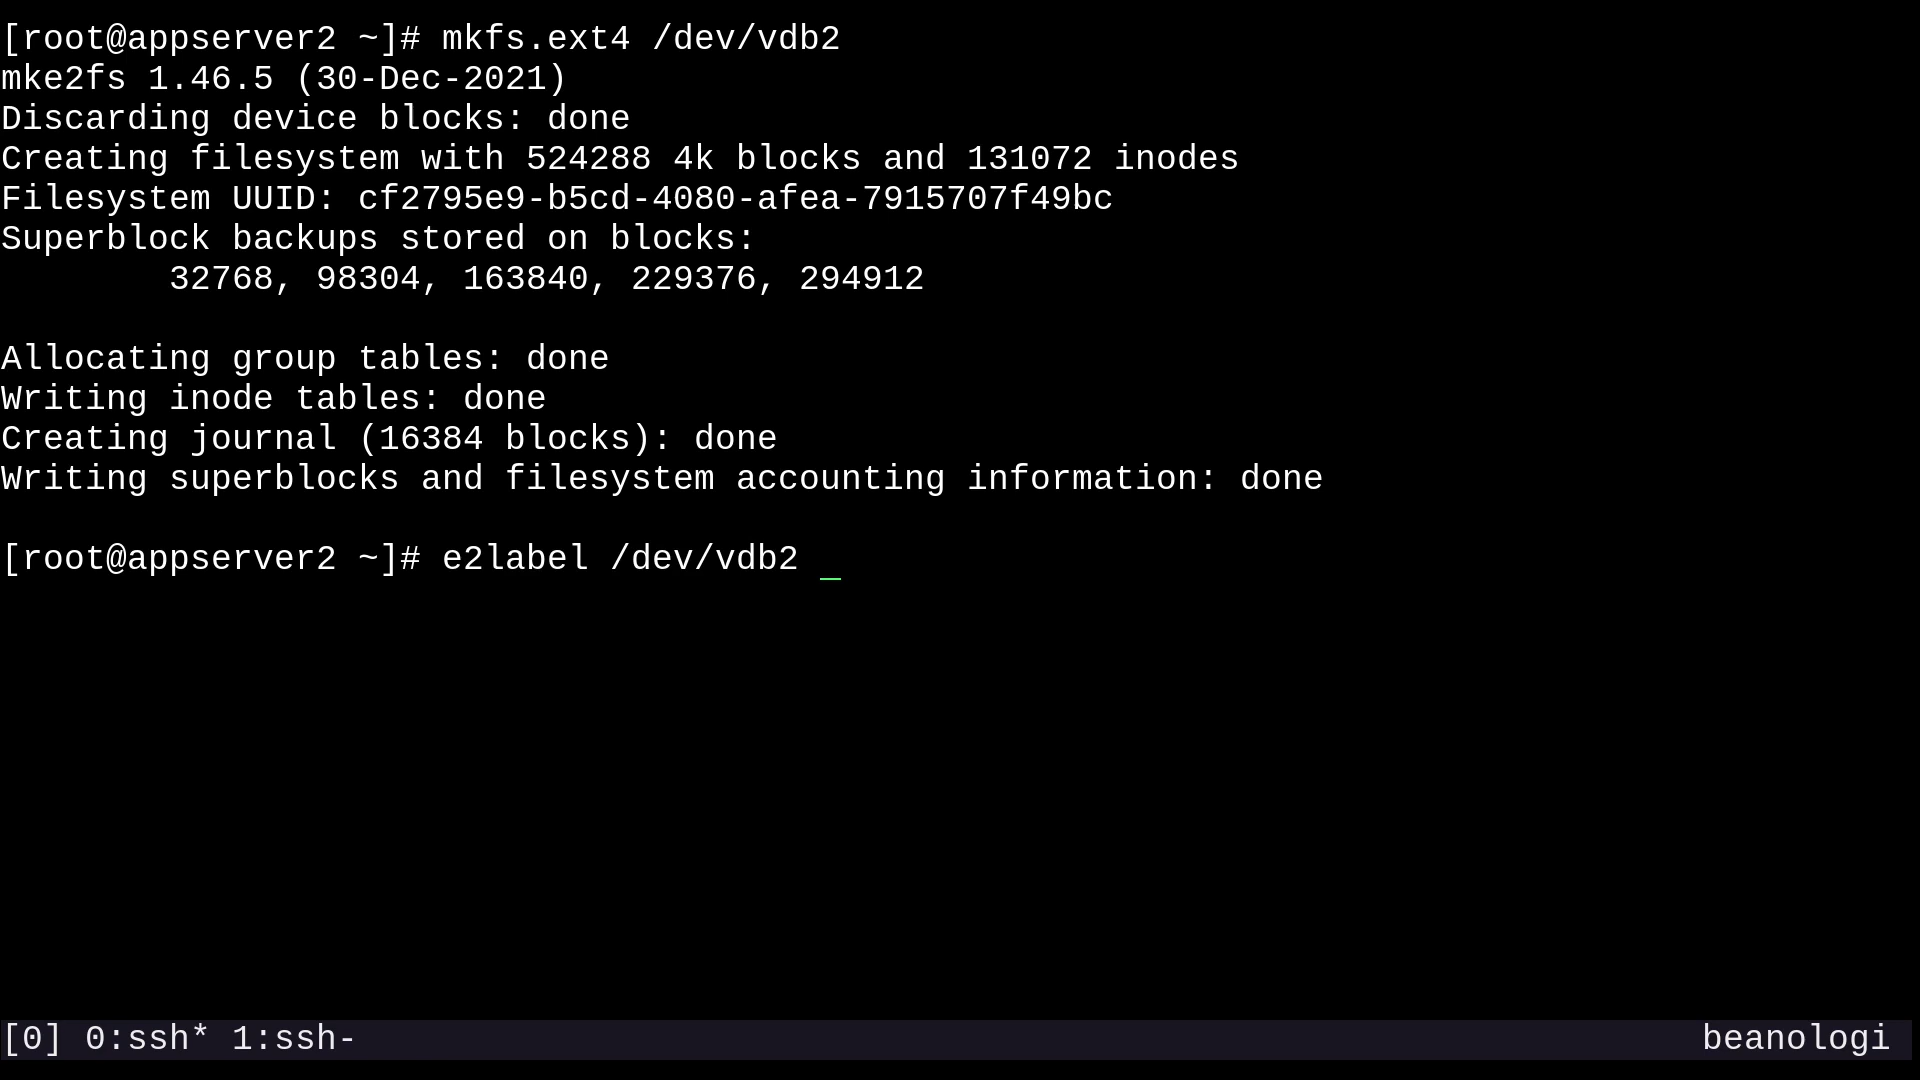 [root@appserver2 ~]# mkfs.ext4 /dev/vdb2
mke2fs 1.46.5 (30-Dec-2021)
Discarding device blocks: done
Creating filesystem with 524288 4k blocks and 131072 inodes
Filesystem UUID: cf2795e9-b5cd-4080-afea-7915707f49bc
Superblock backups stored on blocks:
        32768, 98304, 163840, 229376, 294912

Allocating group tables: done
Writing inode tables: done
Creating journal (16384 blocks): done
Writing superblocks and filesystem accounting information: done

[root@appserver2 ~]# e2label /dev/vdb2 _
[0] 0:ssh* 1:ssh- beanologi